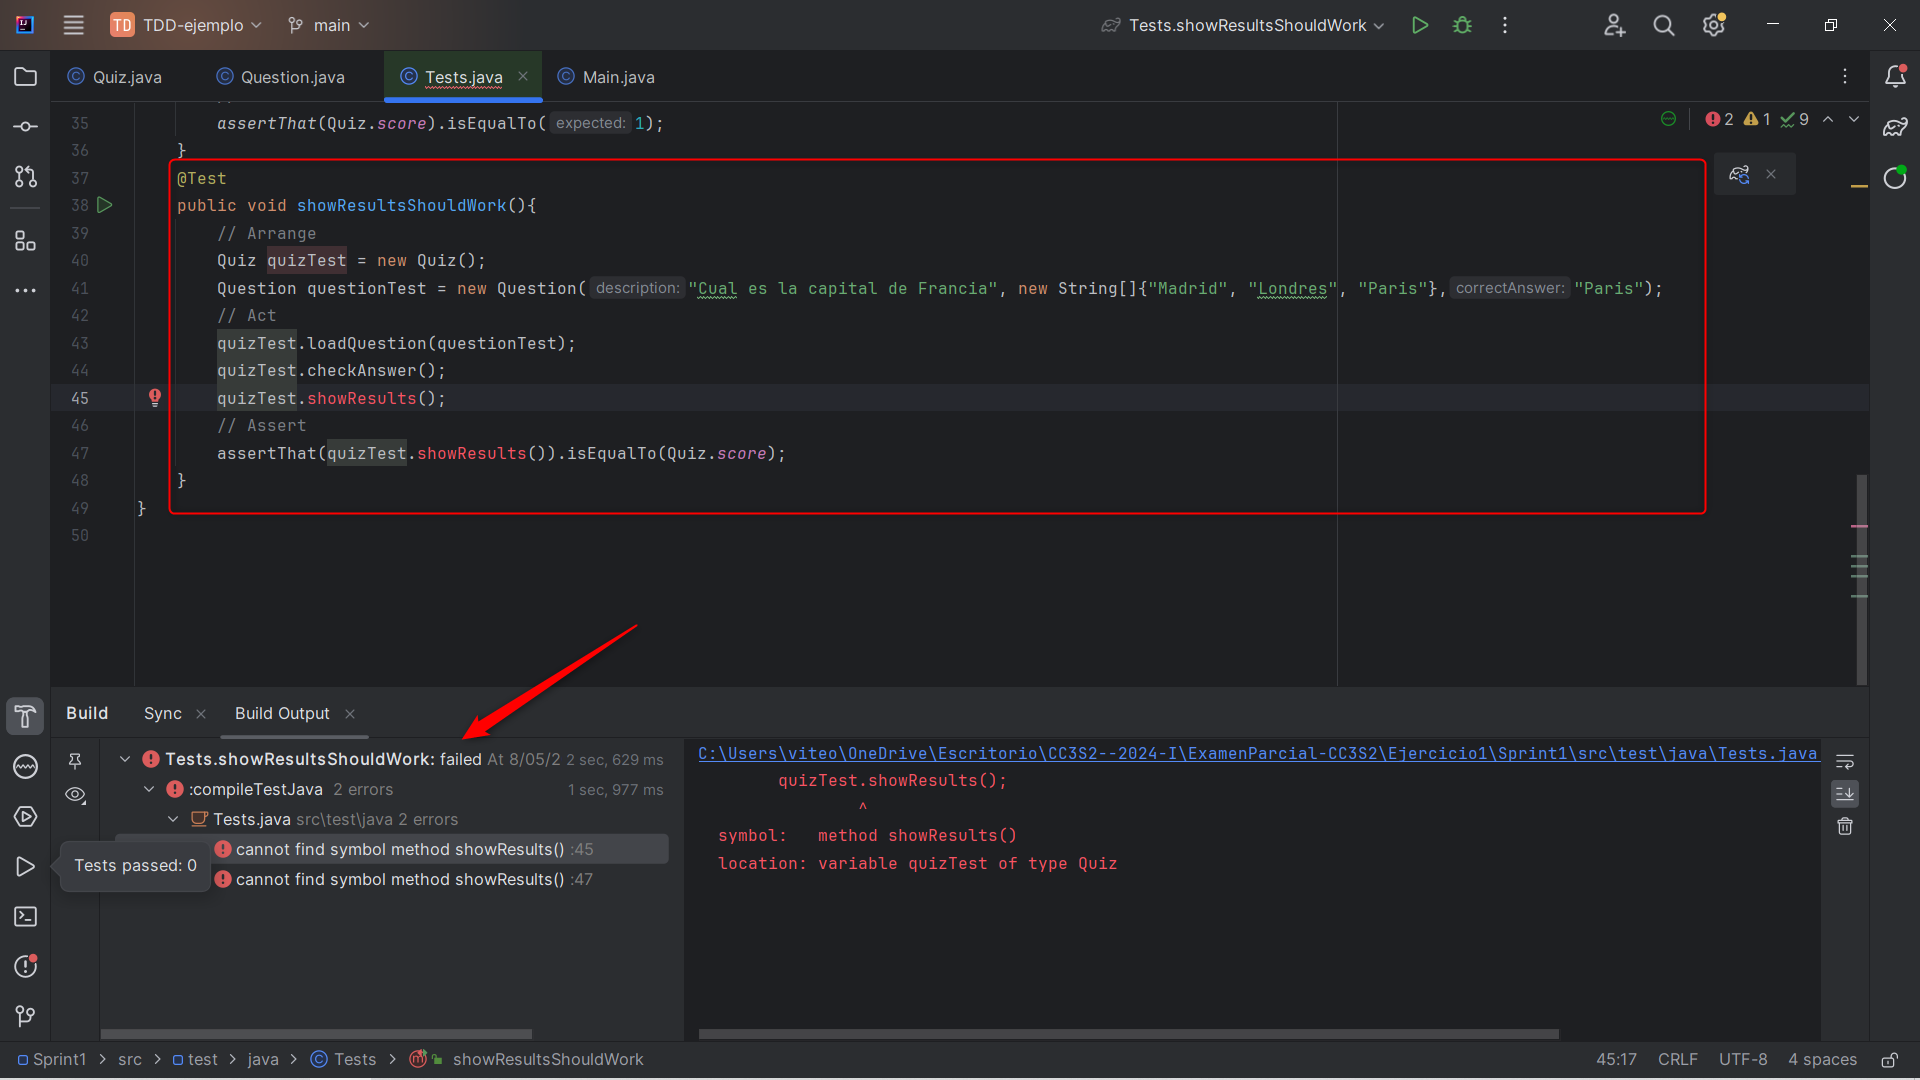 TD TDD-ejemplo main Tests.showResultsShouldWork
Quiz.java Question.java Tests.java Main.java
35 assertThat(Quiz.score).isEqualTo( expected: 1); 2 1 9
36 }
37 @Test
38 public void showResultsShouldWork(){
39 // Arrange
40 Quiz quizTest = new Quiz();
41 Question questionTest = new Question( description: "Cual es la capital de Francia", new String[]{"Madrid", "Londres", "Paris"}, correctAnswer: "Paris");
42 // Act
43 quizTest.loadQuestion(questionTest);
44 quizTest.checkAnswer();
45 quizTest.showResults();
46 // Assert
47 assertThat(quizTest.showResults()).isEqualTo(Quiz.score);
48 }
49 }
50
Build Sync Build Output
Tests.showResultsShouldWork: failed At 8/05/2 2 sec, 629 ms
:compileTestJava 2 errors 1 sec, 977 ms
Tests.java src\test\java 2 errors
cannot find symbol method showResults() :45
Tests passed: 0
cannot find symbol method showResults() :47
C:\Users\viteo\OneDrive\Escritorio\CC3S2--2024-I\ExamenParcial-CC3S2\Ejercicio1\Sprint1\src\test\java\Tests.java
quizTest.showResults();
^
symbol: method showResults()
location: variable quizTest of type Quiz
Sprint1 > src > test > java > Tests > showResultsShouldWork 45:17 CRLF UTF-8 4 spaces